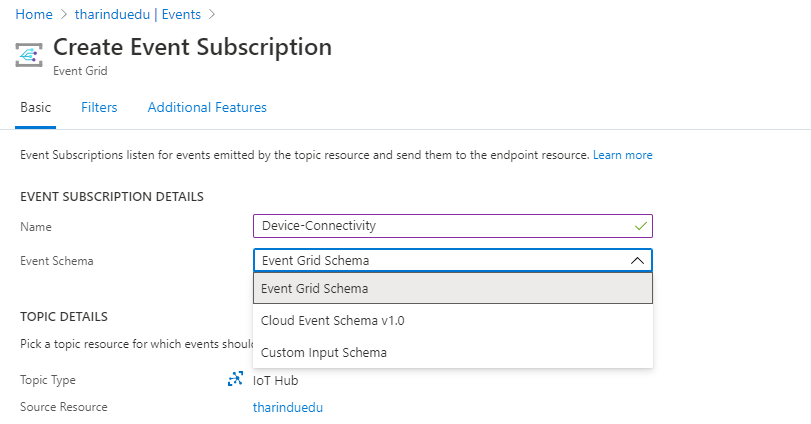 Home > tharinduedu | Events >
Create Event Subscription
Event Grid
Basic Filters Additional Features
Event Subscriptions listen for events emitted by the topic resource and send them to the endpoint resource. Learn more
EVENT SUBSCRIPTION DETAILS
Name Device-Connectivity
Event Schema Event Grid Schema
Event Grid Schema
Cloud Event Schema v1.0
Custom Input Schema
TOPIC DETAILS
Pick a topic resource for which events shoul
Topic Type IoT Hub
Source Resource tharinduedu